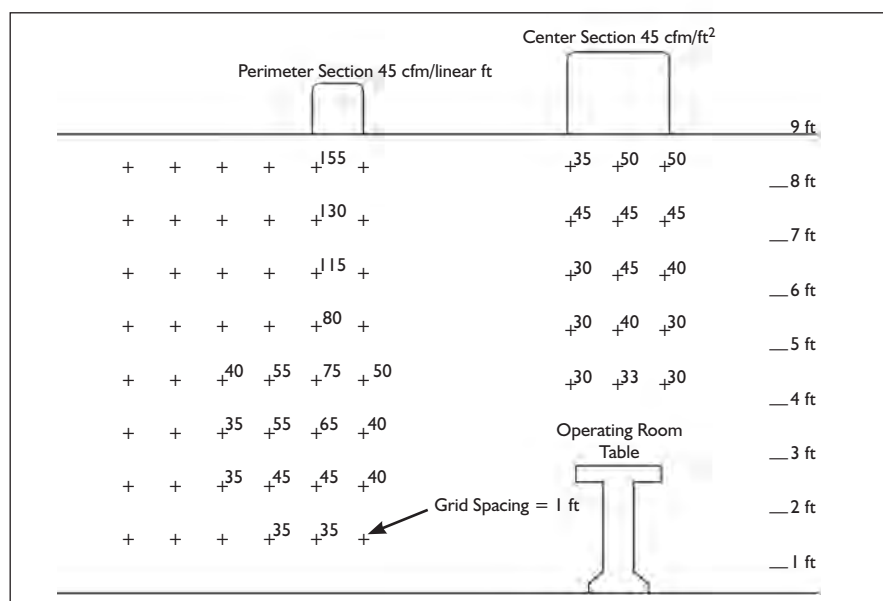 Center Section 45 cfm/ft²
Perimeter Section 45 cfm/linear ft
9 ft
155 35 50 50
8 ft
130 45 45 45
7 ft
115 30 45 40
6 ft
80 30 40 30
5 ft
40 55 75 50 30 33 30
4 ft
35 55 65 40
Operating Room
Table
3 ft
35 45 45 40
Grid Spacing = 1 ft
2 ft
35 35
1 ft